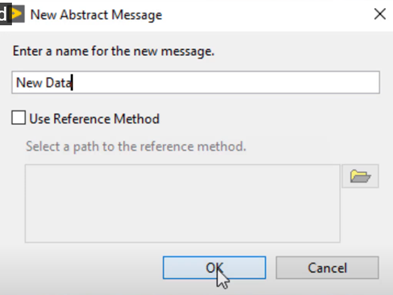 New Abstract Message
Enter a name for the new message.
New Data
Use Reference Method
Select a path to the reference method.
OK
Cancel